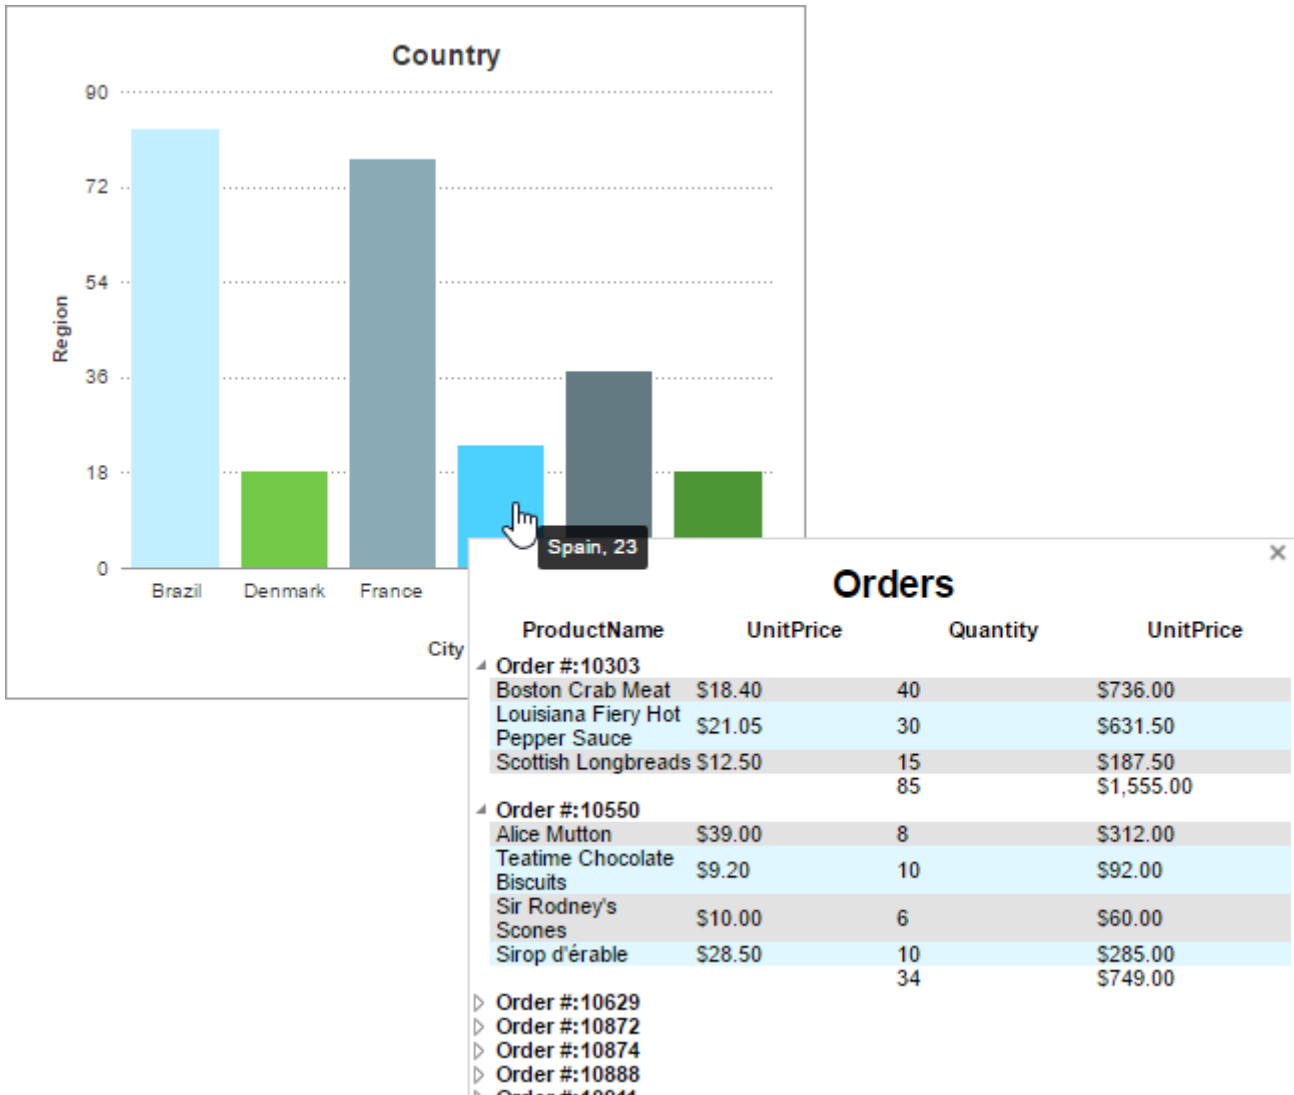 Country
90
72
54
36
18
0
Region
Brazil Denmark France
City
Spain, 23
Orders
ProductName UnitPrice Quantity UnitPrice
Order #:10303
Boston Crab Meat $18.40 40 $736.00
Louisiana Fiery Hot
Pepper Sauce $21.05 30 $631.50
Scottish Longbreads $12.50 15 $187.50
85 $1,555.00
Order #:10550
Alice Mutton $39.00 8 $312.00
Teatime Chocolate
Biscuits $9.20 10 $92.00
Sir Rodney's
Scones $10.00 6 $60.00
Sirop d'érable $28.50 10 $285.00
34 $749.00
Order #:10629
Order #:10872
Order #:10874
Order #:10888